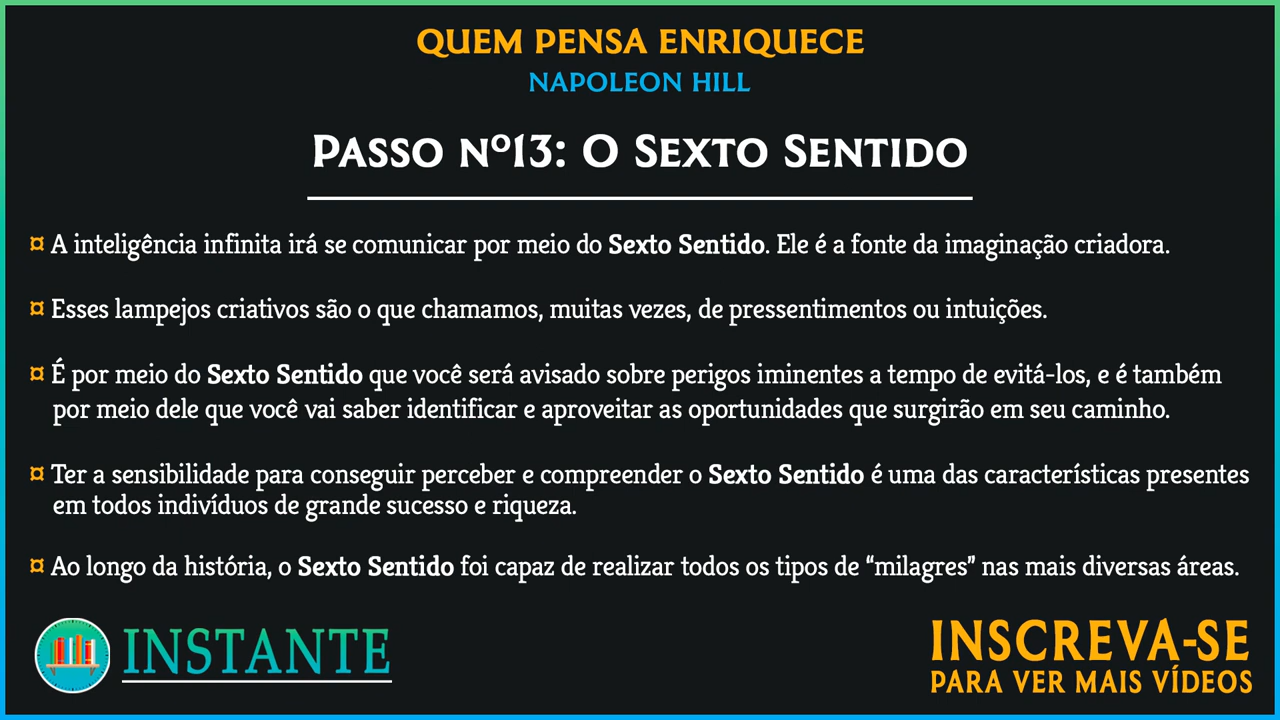 QUEM PENSA ENRIQUECE
NAPOLEON HILL
PASSO Nº13: O SEXTO SENTIDO
¤ A inteligência infinita irá se comunicar por meio do Sexto Sentido. Ele é a fonte da imaginação criadora.
¤ Esses lampejos criativos são o que chamamos, muitas vezes, de pressentimentos ou intuições.
¤ É por meio do Sexto Sentido que você será avisado sobre perigos iminentes a tempo de evitá-los, e é também
por meio dele que você vai saber identificar e aproveitar as oportunidades que surgirão em seu caminho.
¤ Ter a sensibilidade para conseguir perceber e compreender o Sexto Sentido é uma das características presentes
em todos indivíduos de grande sucesso e riqueza.
¤ Ao longo da história, o Sexto Sentido foi capaz de realizar todos os tipos de “milagres” nas mais diversas áreas.
INSTANTE
INSCREVA-SE
PARA VER MAIS VÍDEOS